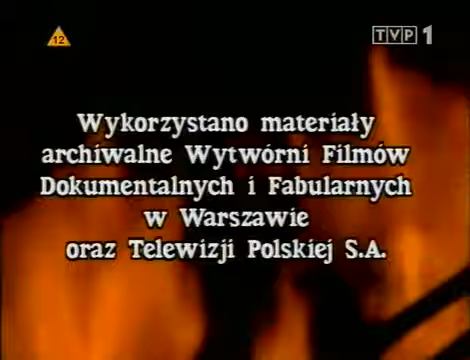 12
TVP 1
Wykorzystano materiały
archiwalne Wytwórni Filmów
Dokumentalnych i Fabularnych
w Warszawie
oraz Telewizji Polskiej S.A.